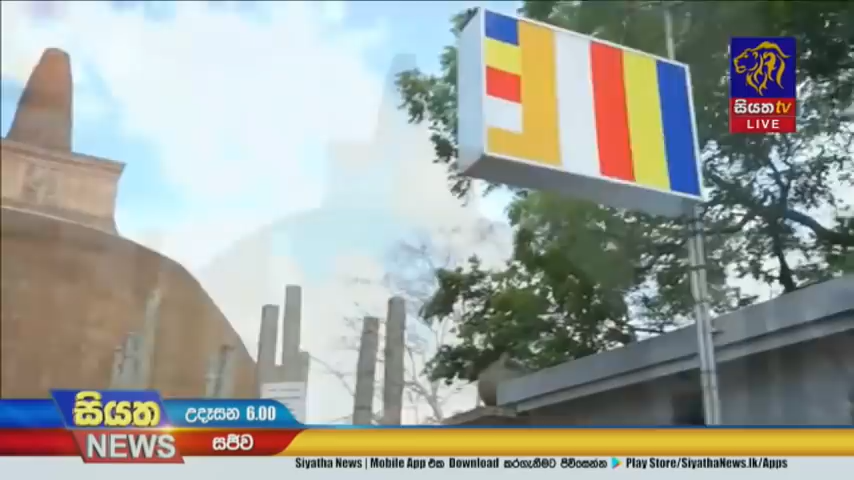 සියත tv
LIVE
සියත
NEWS
උදෑසන 6.00
සජීව
Siyatha News | Mobile App එක Download කරගැනීමට පිවිසෙන්න Play Store/SiyathaNews.lk/Apps